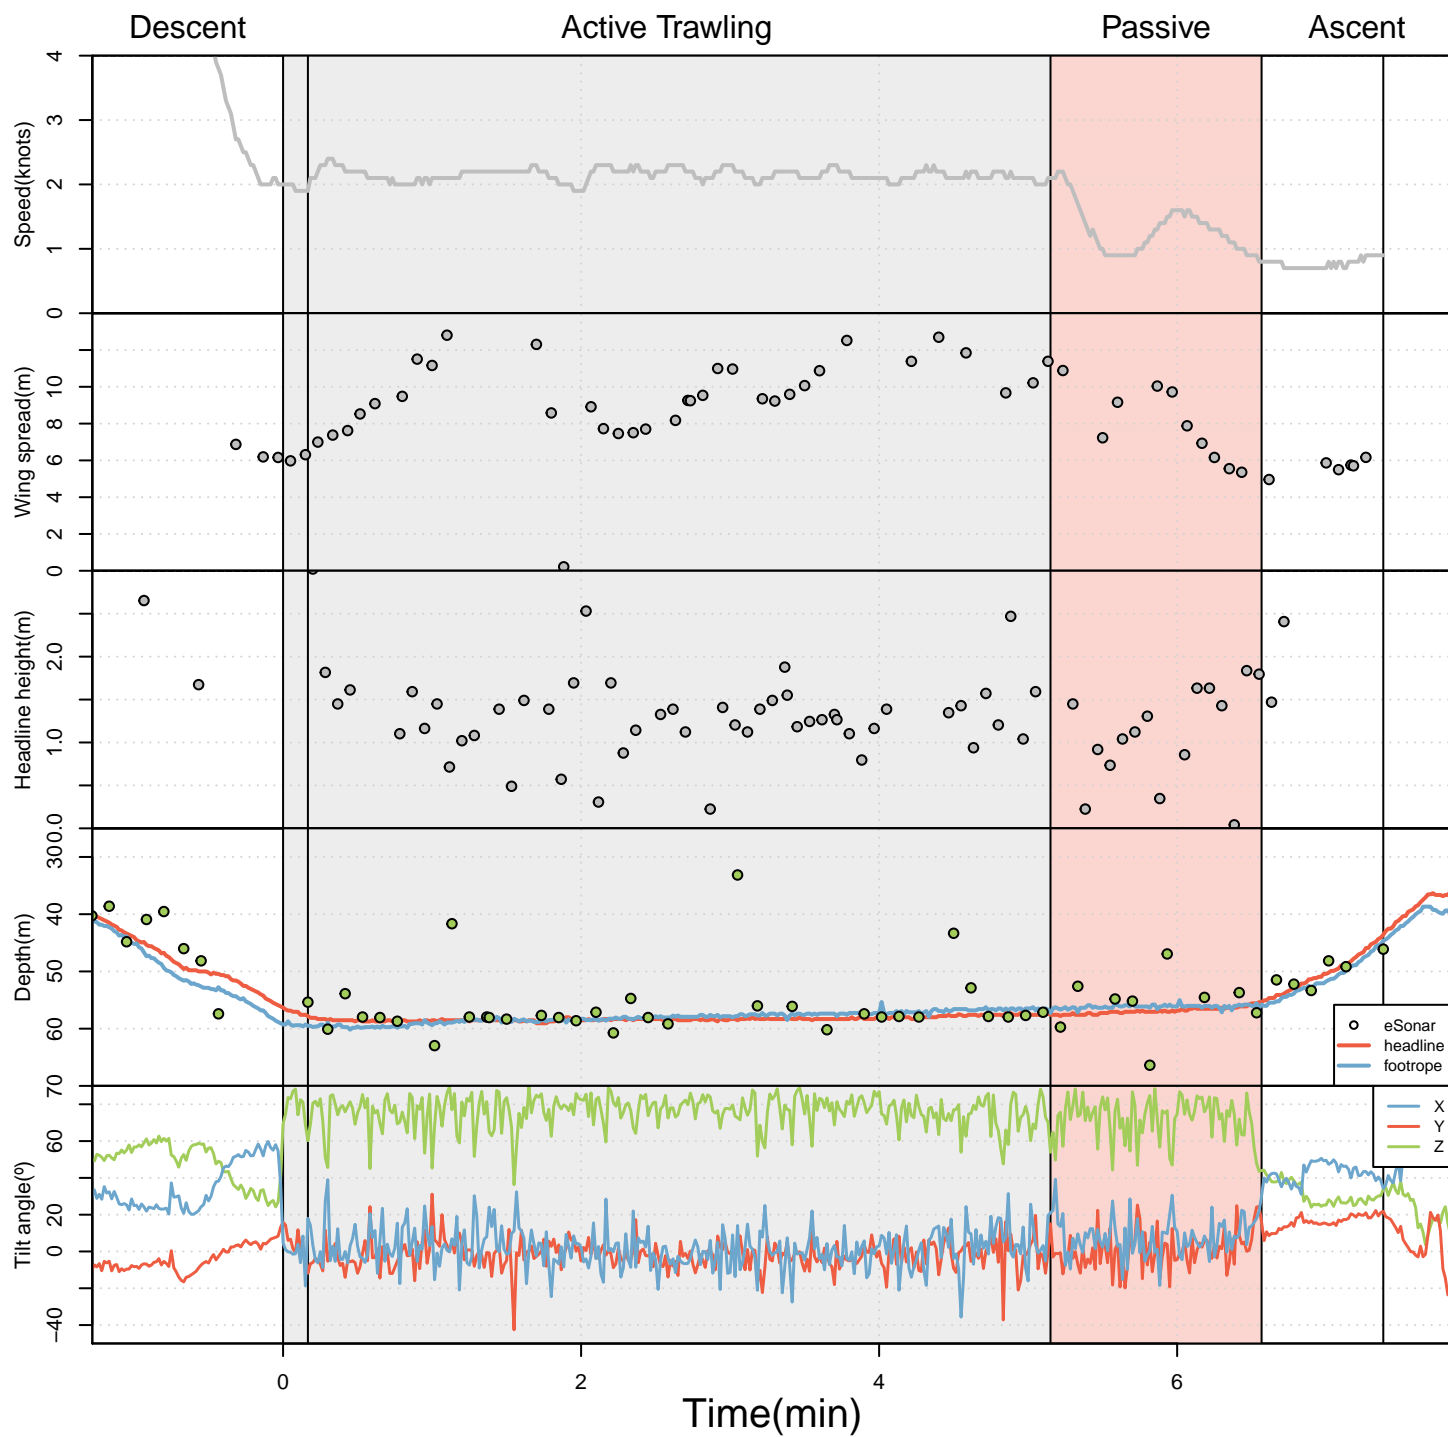 Descent Active Trawling Passive Ascent
Speed(knots)
4
3
2
1
0
Wing spread(m)
10
8
6
4
2
0
Headline height(m)
2.0
1.0
0.0
Depth(m)
30
40
50
60
70
eSonar
headline
footrope
Tilt angle(º)
60
20
0
−40
X
Y
Z
0 2 4 6
Time(min)